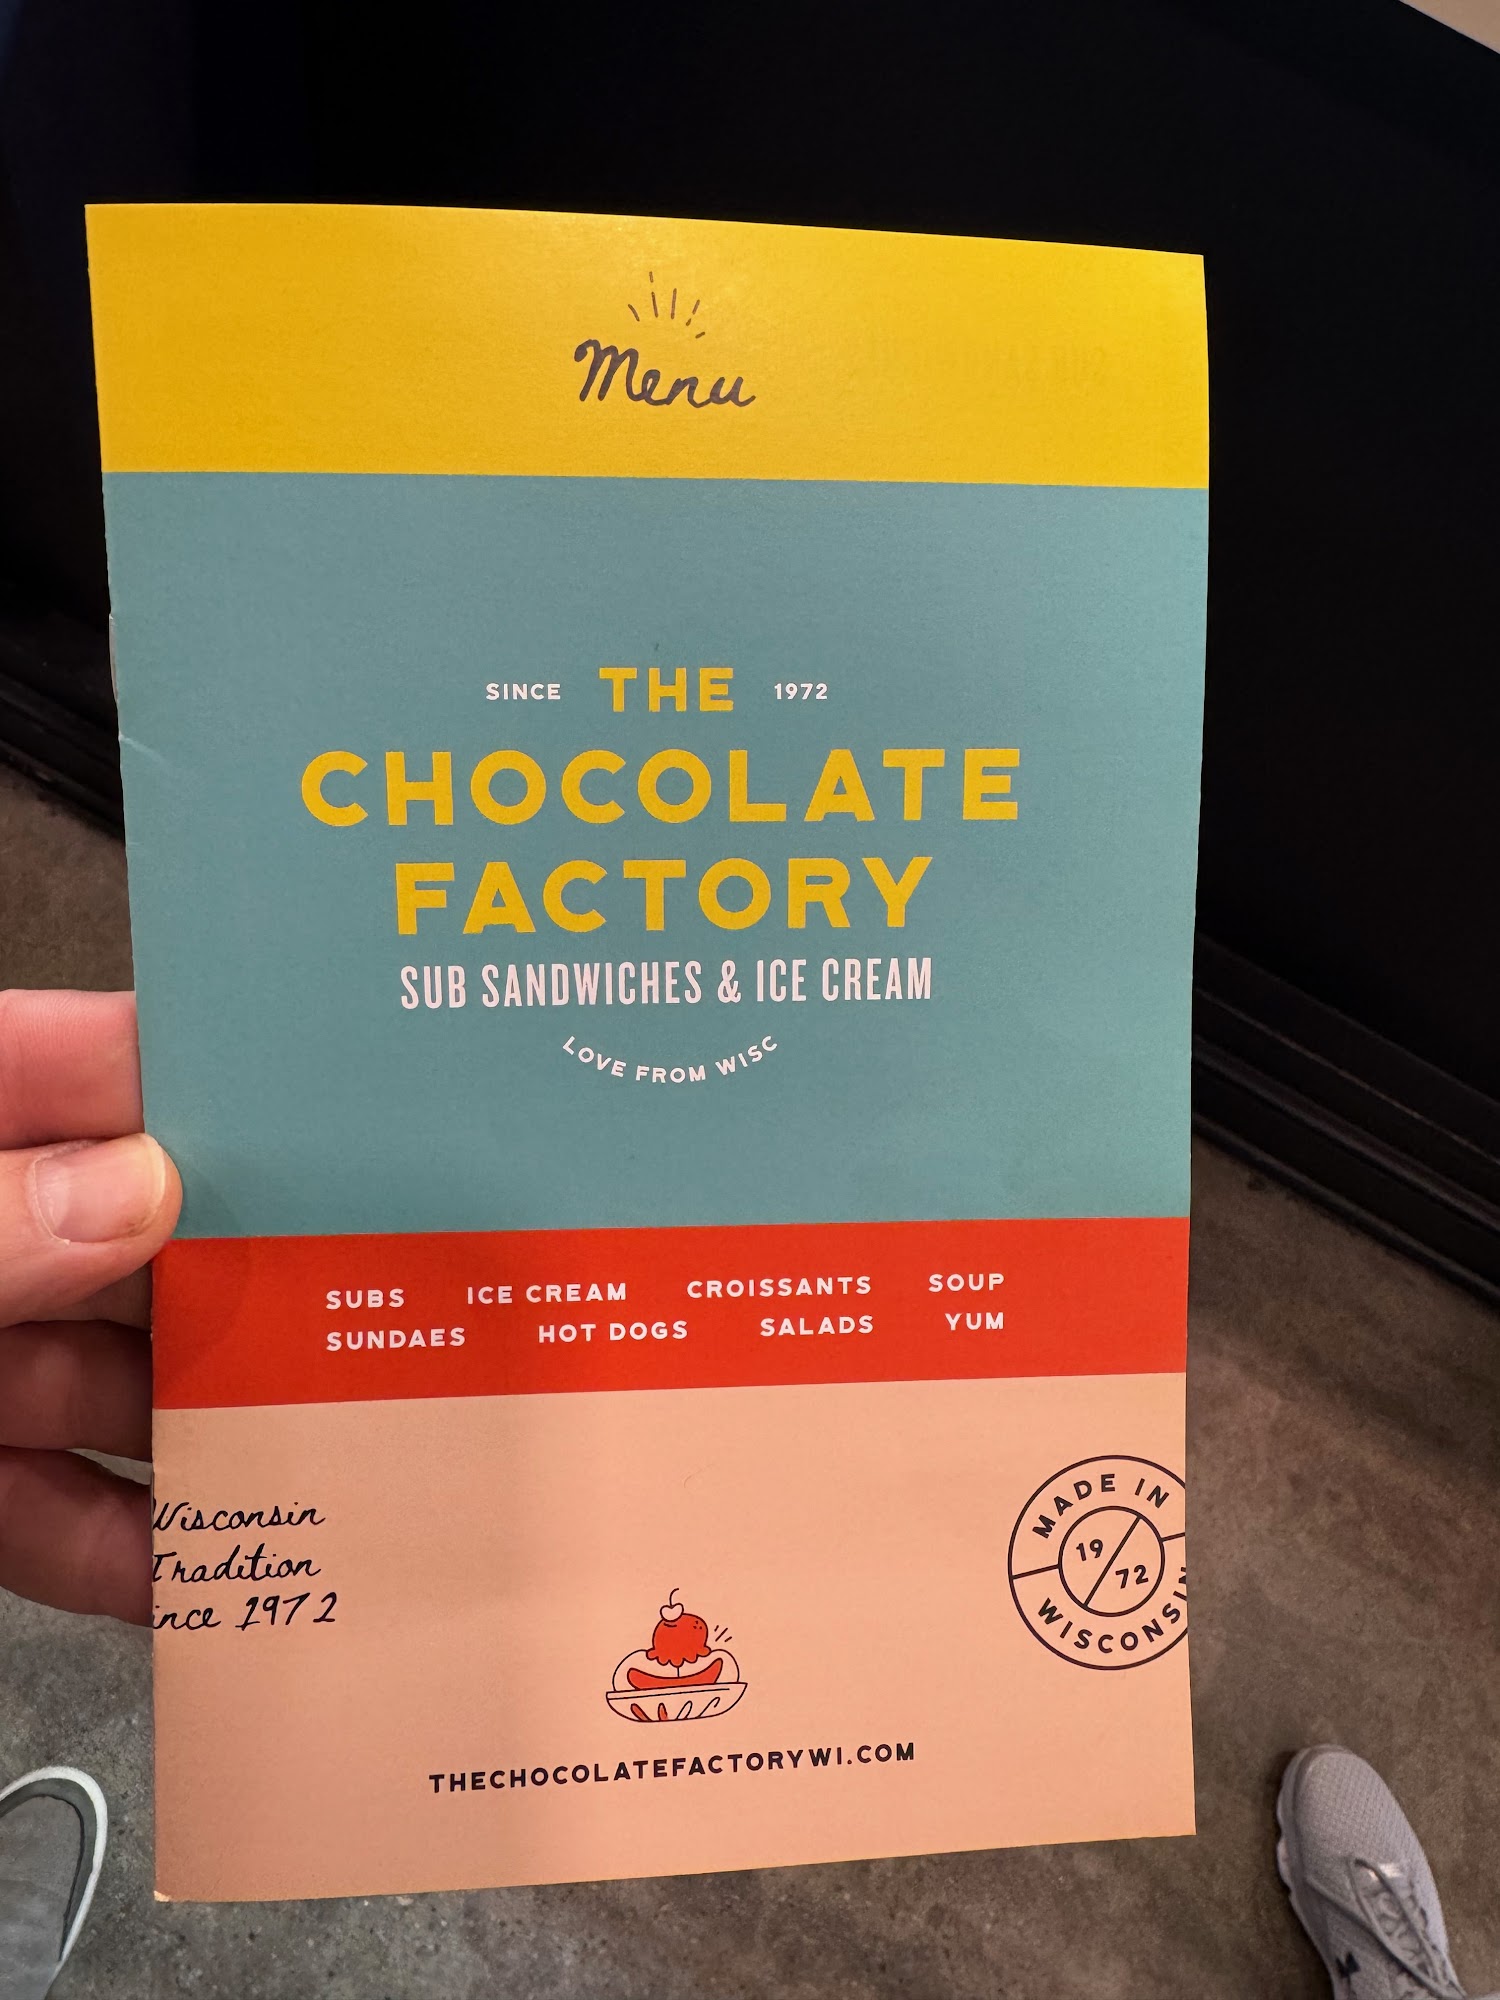 Menu
SINCE THE 1972
CHOCOLATE
FACTORY
SUB SANDWICHES & ICE CREAM
LOVE FROM WISC
SUBS ICE CREAM CROISSANTS SOUP
SUNDAES HOT DOGS SALADS YUM
Wisconsin
Tradition
ince 1972
MADE IN
19
72
WISCONSIN
THECHOCOLATEFACTORYWI.COM